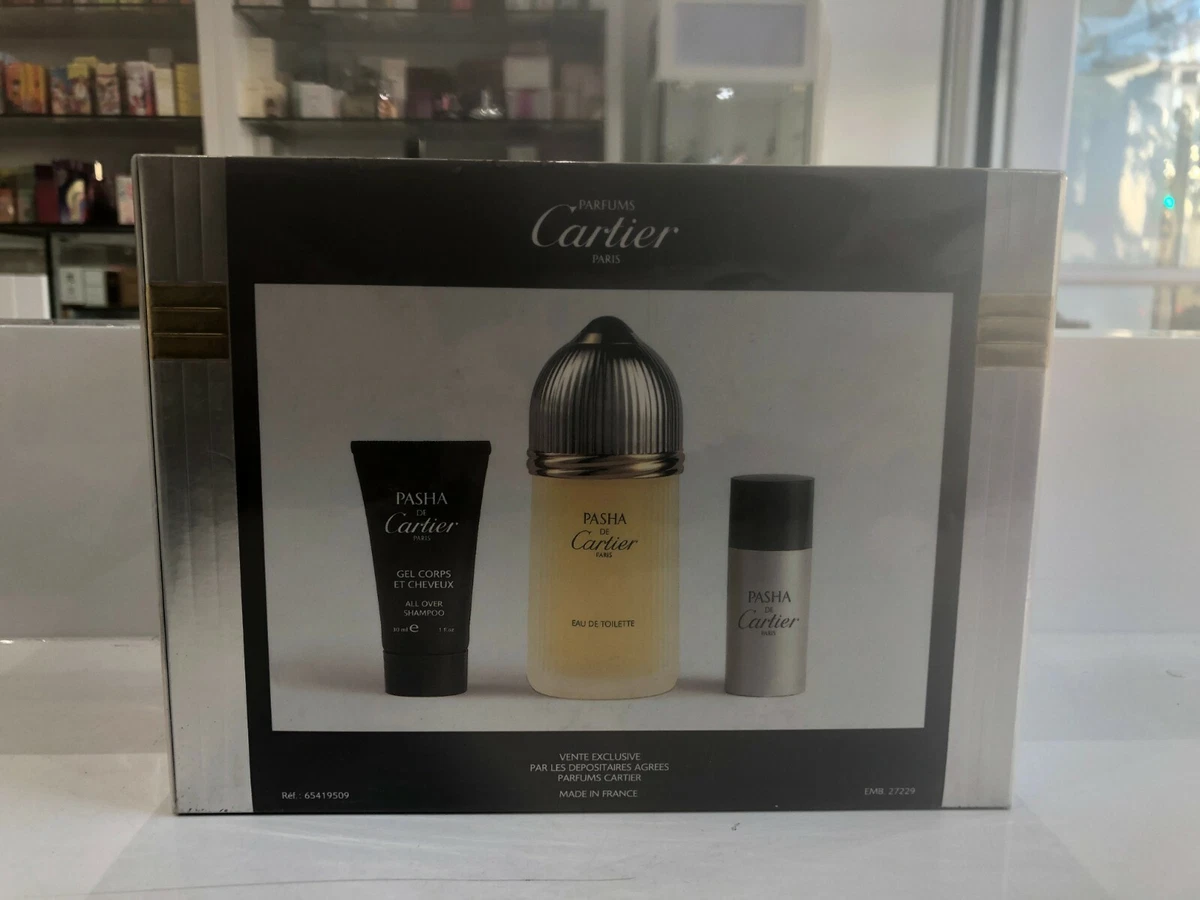 PARFUMS
Cartier
PARIS
PASHA
DE
Cartier
PARIS
GEL CORPS
ET CHEVEUX
ALL OVER
SHAMPOO
30 ml e 1 fl oz
PASHA
DE
Cartier
PARIS
EAU DE TOILETTE
PASHA
DE
Cartier
PARIS
VENTE EXCLUSIVE
PAR LES DEPOSITAIRES AGREES
PARFUMS CARTIER
MADE IN FRANCE
Réf. : 65419509
EMB. 27229